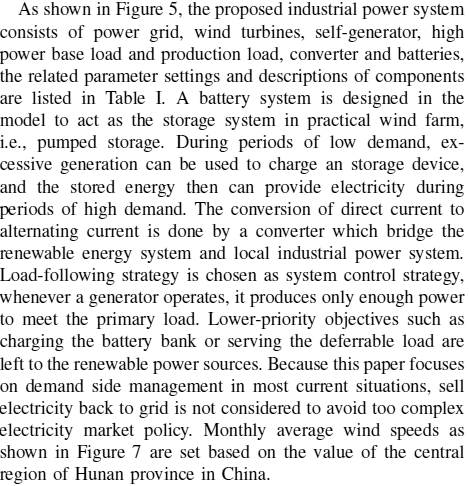 As shown in Figure 5, the proposed industrial power system
consists of power grid, wind turbines, self-generator, high
power base load and production load, converter and batteries,
the related parameter settings and descriptions of components
are listed in Table I. A battery system is designed in the
model to act as the storage system in practical wind farm,
i.e., pumped storage. During periods of low demand, ex-
cessive generation can be used to charge an storage device,
and the stored energy then can provide electricity during
periods of high demand. The conversion of direct current to
alternating current is done by a converter which bridge the
renewable energy system and local industrial power system.
Load-following strategy is chosen as system control strategy,
whenever a generator operates, it produces only enough power
to meet the primary load. Lower-priority objectives such as
charging the battery bank or serving the deferrable load are
left to the renewable power sources. Because this paper focuses
on demand side management in most current situations, sell
electricity back to grid is not considered to avoid too complex
electricity market policy. Monthly average wind speeds as
shown in Figure 7 are set based on the value of the central
region of Hunan province in China.